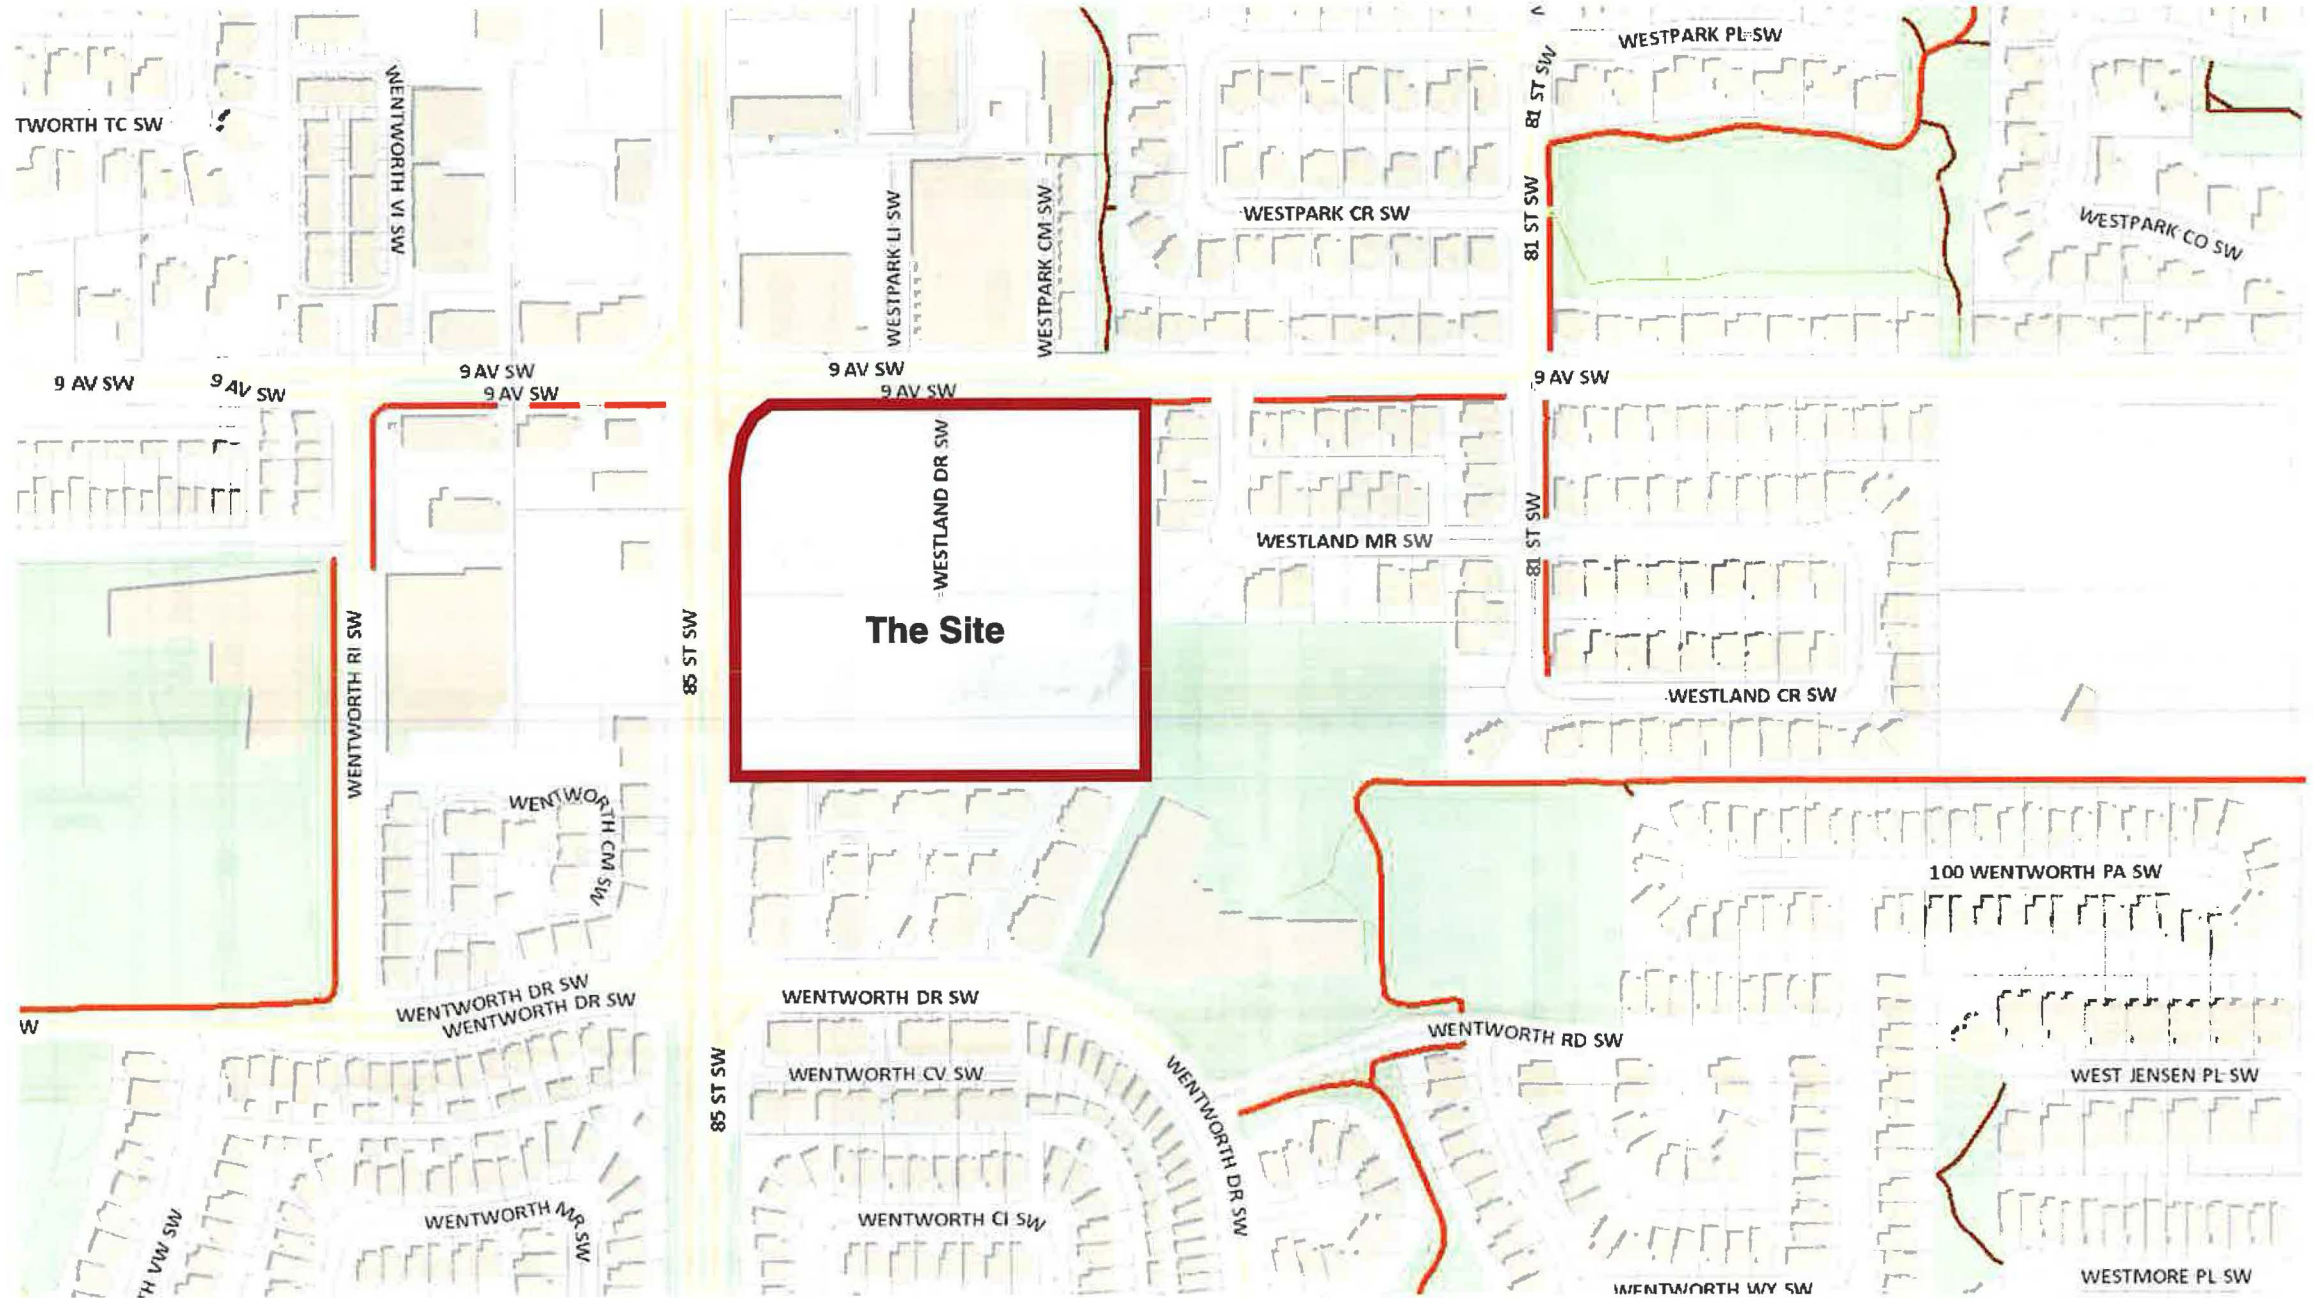 WESTPARK PL SW
81 ST SW
WENTWORTH VI SW
TWORTH TC SW
81 ST SW
WESTPARK LI SW
WESTPARK CM SW
WESTPARK CR SW
WESTPARK CO SW
9 AV SW
9 AV SW
9 AV SW
9 AV SW
9 AV SW
9 AV SW
9 AV SW
WESTLAND DR SW
81 ST SW
WESTLAND MR SW
WENTWORTH RI SW
85 ST SW
The Site
WESTLAND CR SW
WENTWORTH CM SW
100 WENTWORTH PA SW
WENTWORTH DR SW
WENTWORTH DR SW
WENTWORTH DR SW
W
WENTWORTH RD SW
85 ST SW
WENTWORTH CV SW
WENTWORTH DR SW
WEST JENSEN PL SW
WENTWORTH MR SW
WENTWORTH CI SW
H VW SW
WESTMORE PL SW
WENTWORTH WY SW